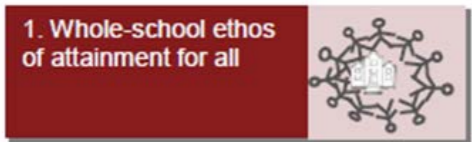 1. Whole-school ethos
of attainment for all